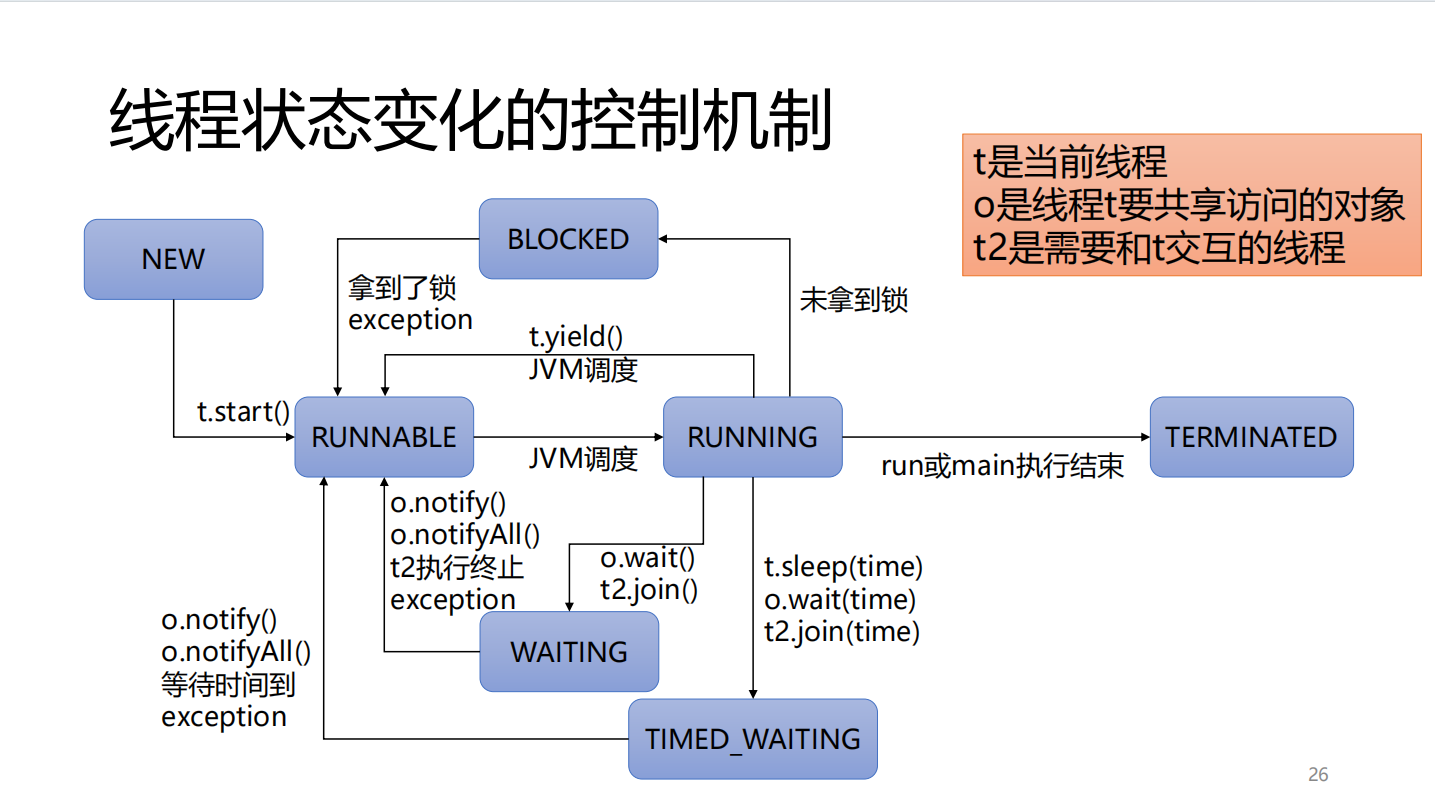 线程状态变化的控制机制
t是当前线程
o是线程t要共享访问的对象
t2是需要和t交互的线程
NEW
BLOCKED
拿到了锁
exception
未拿到锁
t.yield()
JVM调度
t.start()
RUNNABLE
JVM调度
RUNNING
run或main执行结束
TERMINATED
o.notify()
o.notifyAll()
t2执行终止
exception
o.wait()
t2.join()
t.sleep(time)
o.wait(time)
t2.join(time)
o.notify()
o.notifyAll()
等待时间到
exception
WAITING
TIMED_WAITING
26